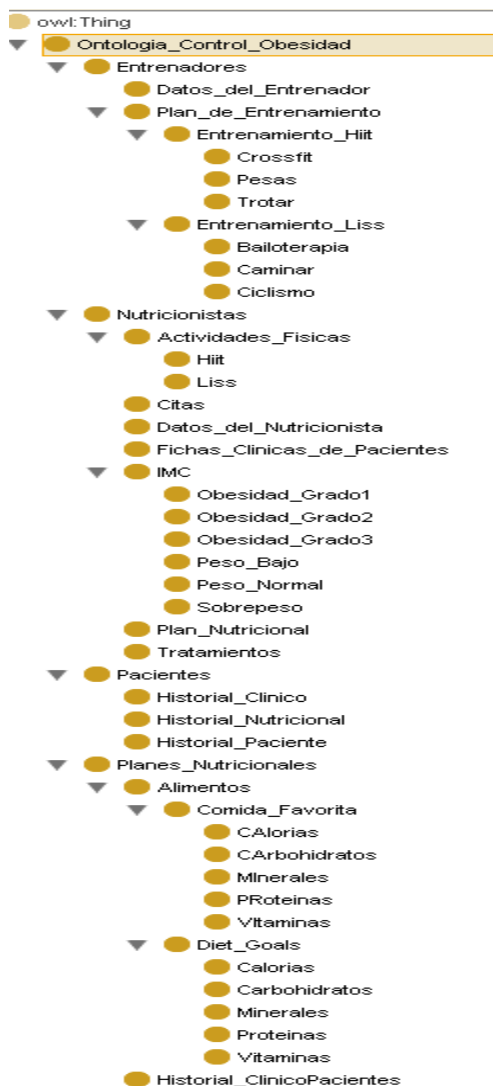 owl:Thing
Ontologia_Control_Obesidad
Entrenadores
Datos_del_Entrenador
Plan_de_Entrenamiento
Entrenamiento_Hiit
Crossfit
Pesas
Trotar
Entrenamiento_Liss
Bailoterapia
Caminar
Ciclismo
Nutricionistas
Actividades_Fisicas
Hiit
Liss
Citas
Datos_del_Nutricionista
Fichas_Clinicas_de_Pacientes
IMC
Obesidad_Grado1
Obesidad_Grado2
Obesidad_Grado3
Peso_Bajo
Peso_Normal
Sobrepeso
Plan_Nutricional
Tratamientos
Pacientes
Historial_Clinico
Historial_Nutricional
Historial_Paciente
Planes_Nutricionales
Alimentos
Comida_Favorita
CAlorias
CArbohidratos
MInerales
PRoteinas
VItaminas
Diet_Goals
Calorias
Carbohidratos
Minerales
Proteinas
Vitaminas
Historial_ClinicoPacientes